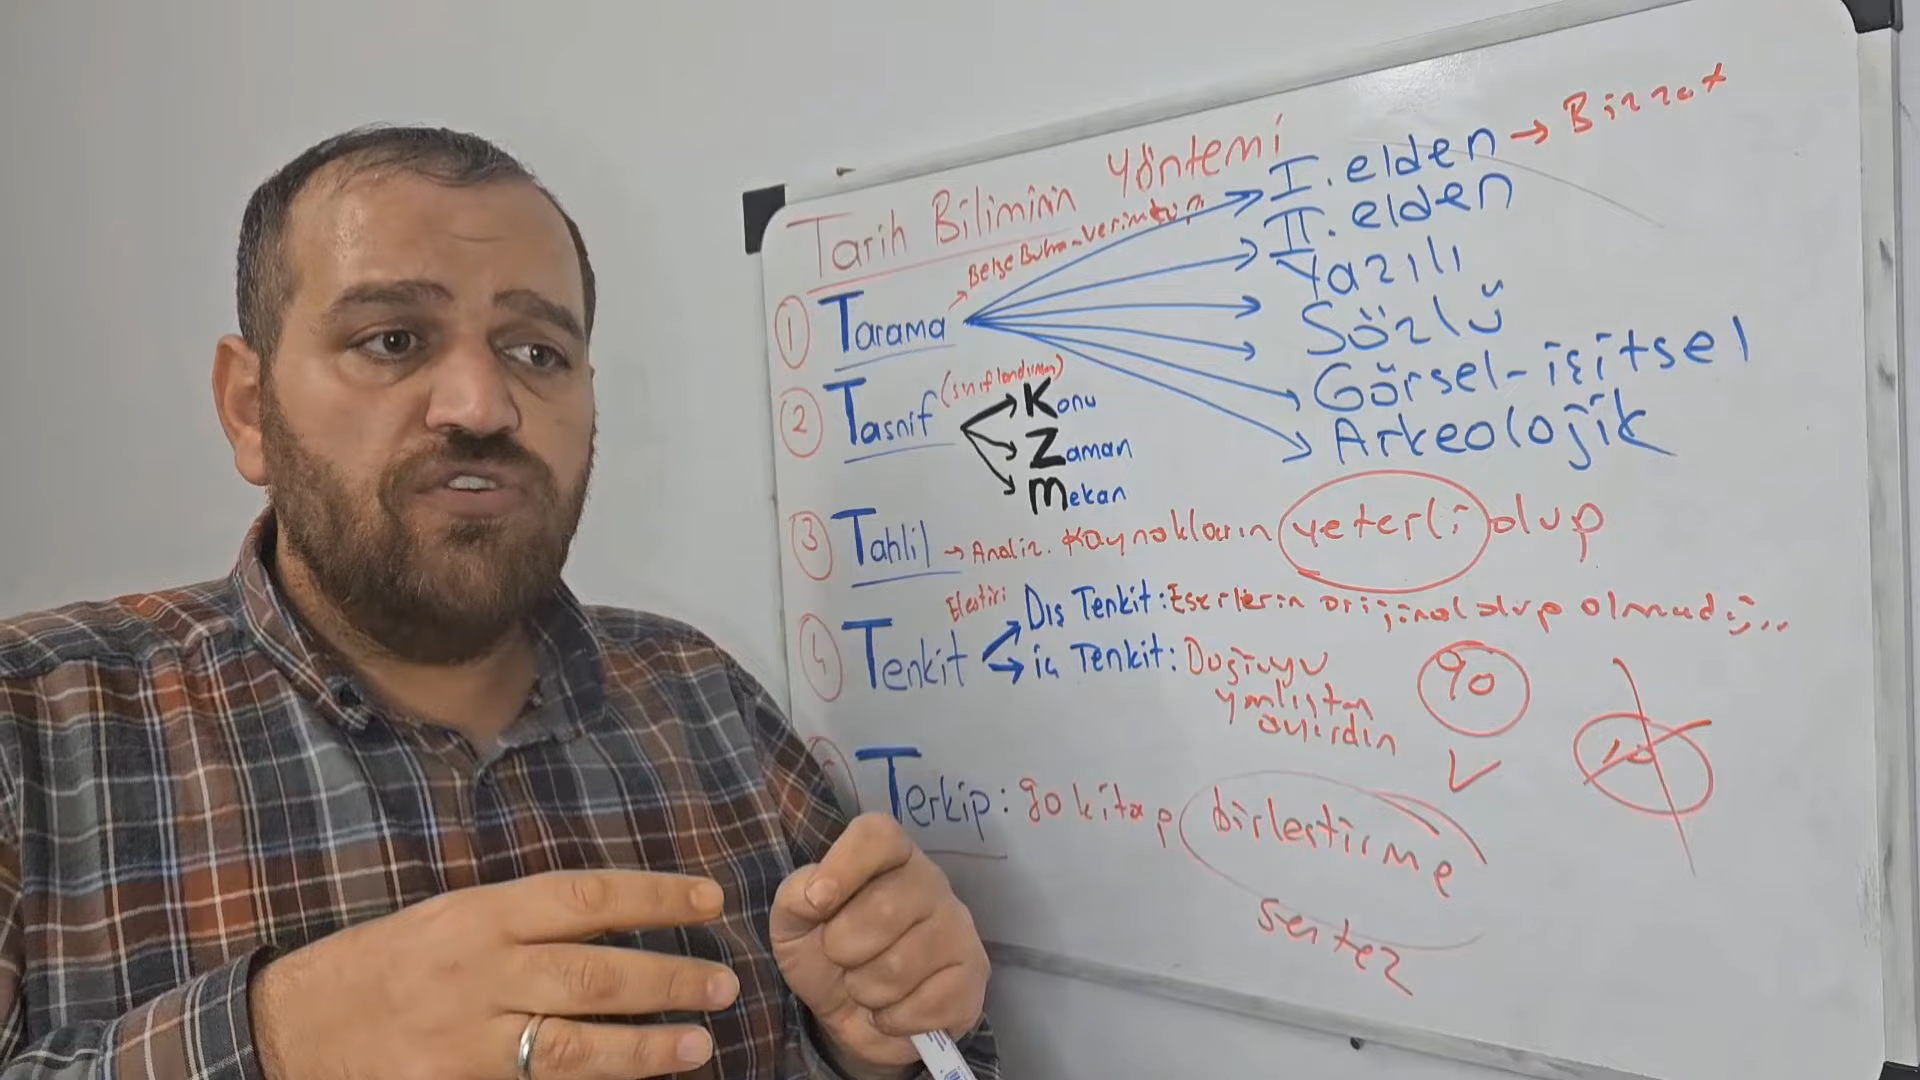 Tarih Biliminin Yöntemi
1 Tarama → Belge Bulma - Veri
I. elden → Bizzat
II. elden
Yazılı
Sözlü
Görsel-işitsel
Arkeolojik
2 Tasnif (sınıflandırma)
Konu
Zaman
Mekan
3 Tahlil → Analiz. Kaynakların yeterli olup
4 Tenkit Eleştiri
Dış Tenkit: Eserlerin orijinal olup olmadığı...
iç Tenkit: Doğruyu
yanlıştan
ayırdın
90
10
Terkip: 90 kitap birleştirme
sentez